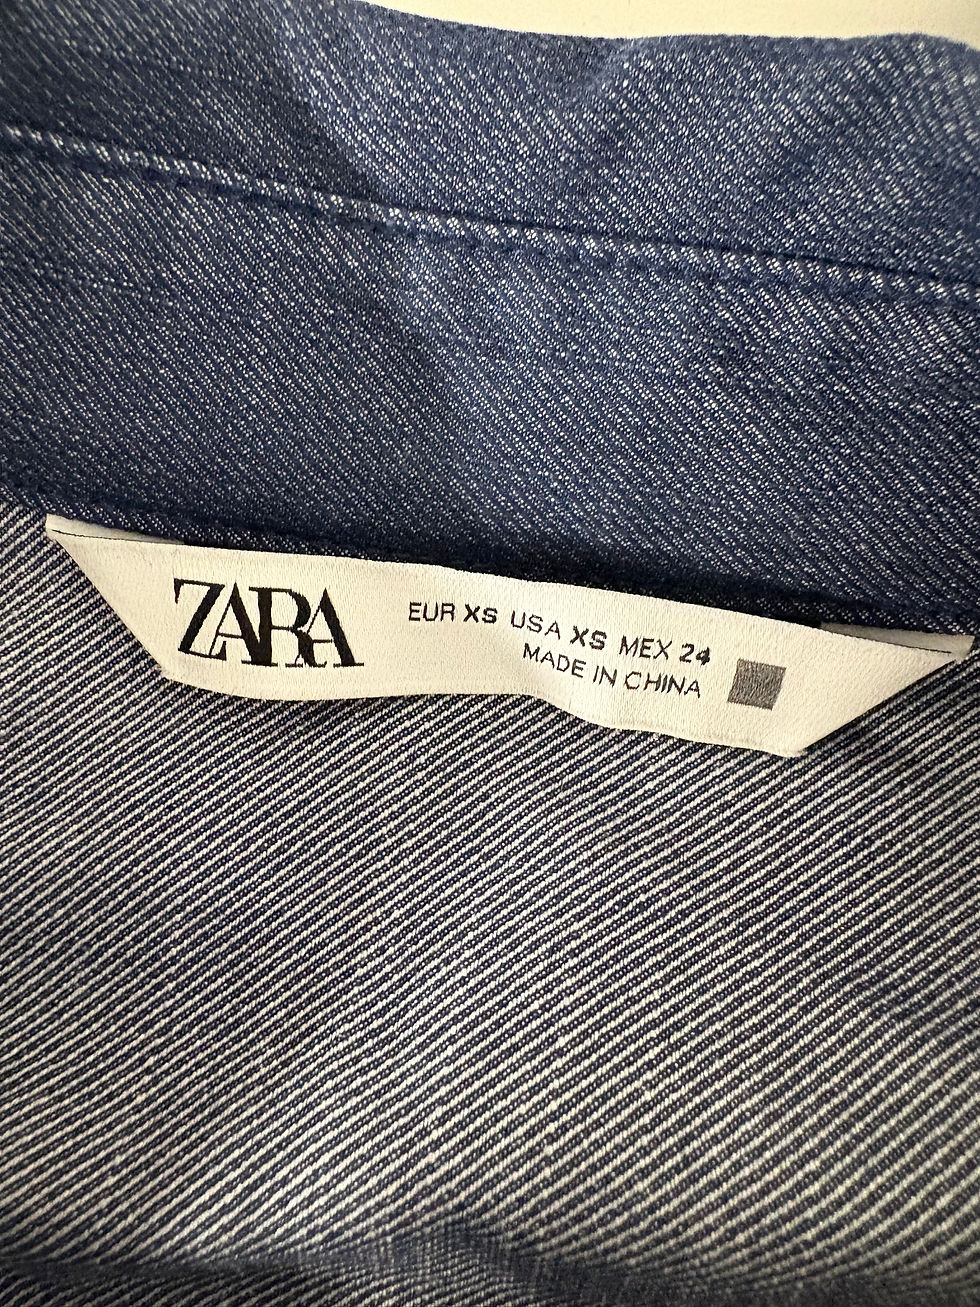 ZARA
EUR XS USA XS MEX 24
MADE IN CHINA